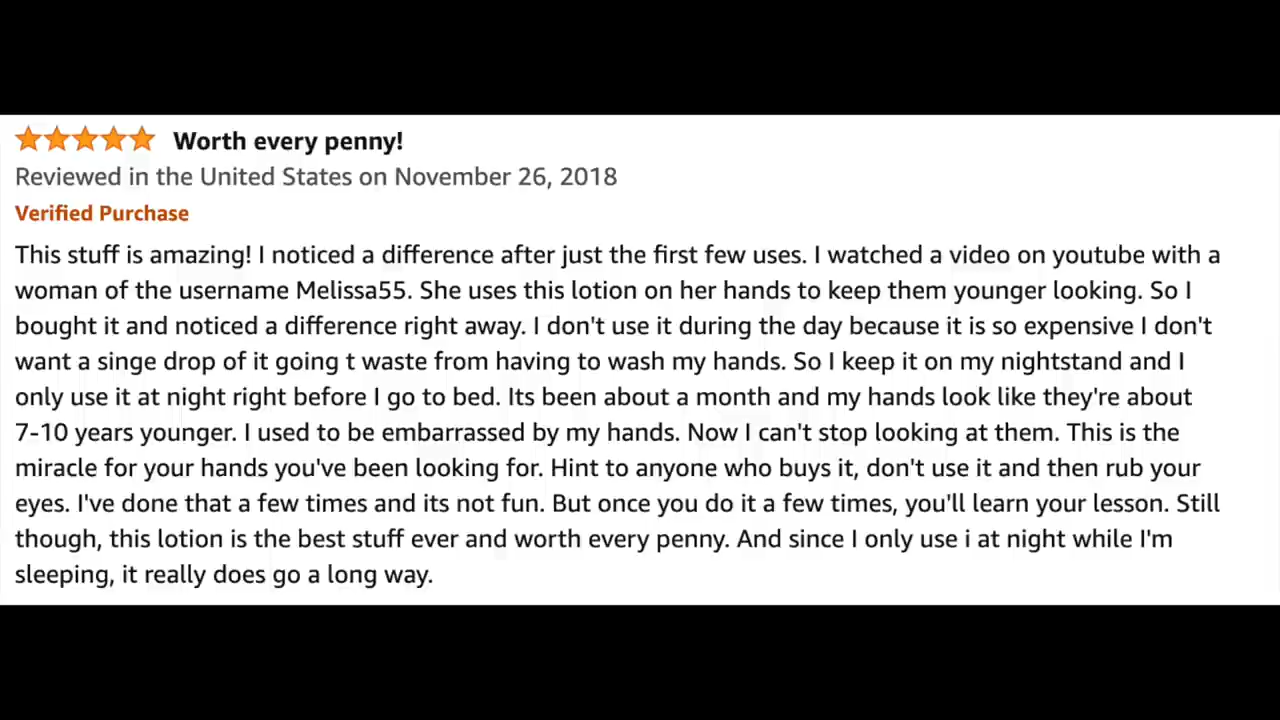 Worth every penny!
Reviewed in the United States on November 26, 2018
Verified Purchase
This stuff is amazing! I noticed a difference after just the first few uses. I watched a video on youtube with a
woman of the username Melissa55. She uses this lotion on her hands to keep them younger looking. So I
bought it and noticed a difference right away. I don't use it during the day because it is so expensive I don't
want a singe drop of it going t waste from having to wash my hands. So I keep it on my nightstand and I
only use it at night right before I go to bed. Its been about a month and my hands look like they're about
7-10 years younger. I used to be embarrassed by my hands. Now I can't stop looking at them. This is the
miracle for your hands you've been looking for. Hint to anyone who buys it, don't use it and then rub your
eyes. I've done that a few times and its not fun. But once you do it a few times, you'll learn your lesson. Still
though, this lotion is the best stuff ever and worth every penny. And since I only use i at night while I'm
sleeping, it really does go a long way.